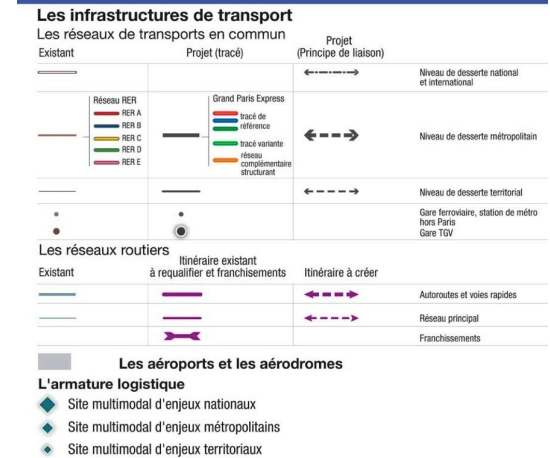 Les infrastructures de transport
Les réseaux de transports en commun
Existant
Projet (tracé)
Projet
(Principe de liaison)
Niveau de desserte national
et international
Réseau RER
RER A
RER B
RER C
RER D
RER E
Grand Paris Express
tracé de
référence
tracé variante
réseau
complémentaire
structurant
Niveau de desserte métropolitain
Niveau de desserte territorial
Gare ferroviaire, station de métro
hors Paris
Gare TGV
Les réseaux routiers
Existant
Itinéraire existant
à requalifier et franchisements
Itinéraire à créer
Autoroutes et voies rapides
Réseau principal
Franchissements
Les aéroports et les aérodromes
L'armature logistique
Site multimodal d'enjeux nationaux
Site multimodal d'enjeux métropolitains
Site multimodal d'enjeux territoriaux